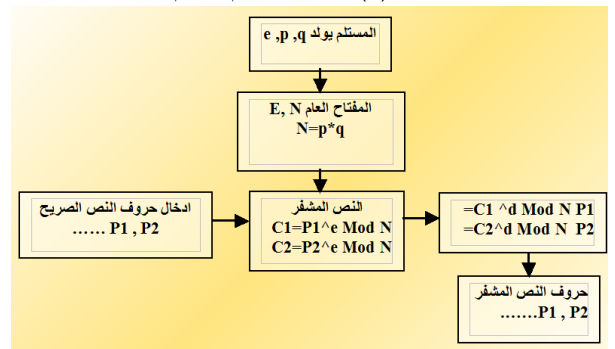 المستلم يولد e ,p ,q
المفتاح العام E, N
N=p*q
ادخال حروف النص الصريح
...... P1 , P2
النص المشفر
C1=P1^e Mod N
C2=P2^e Mod N
=C1 ^d Mod N P1
=C2^d Mod N P2
حروف النص المشفر
.......P1 , P2